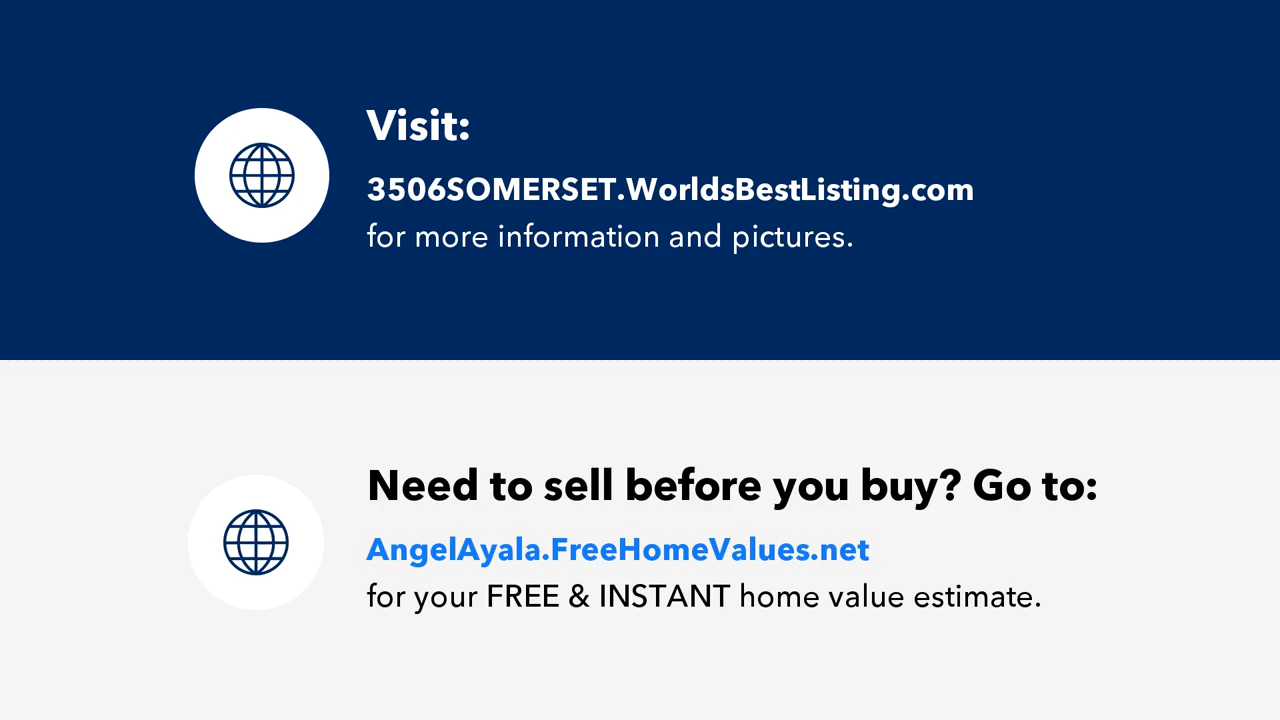 Visit:
3506SOMERSET.WorldsBestListing.com
for more information and pictures.
Need to sell before you buy? Go to:
AngelAyala.FreeHomeValues.net
for your FREE & INSTANT home value estimate.